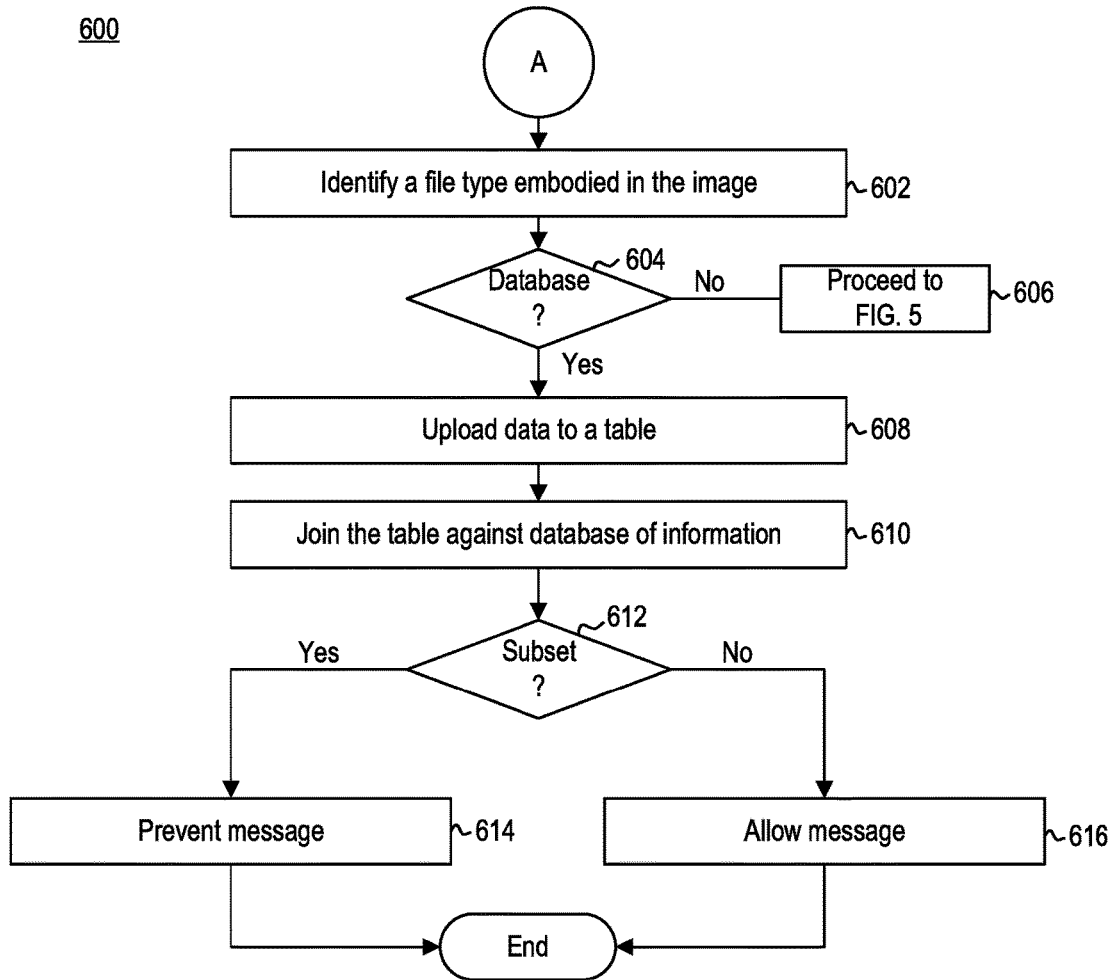 600
A
Identify a file type embodied in the image
602
604
Database
?
No
Proceed to
FIG. 5
606
Yes
Upload data to a table
608
Join the table against database of information
610
612
Yes
Subset
?
No
Prevent message
614
Allow message
616
End